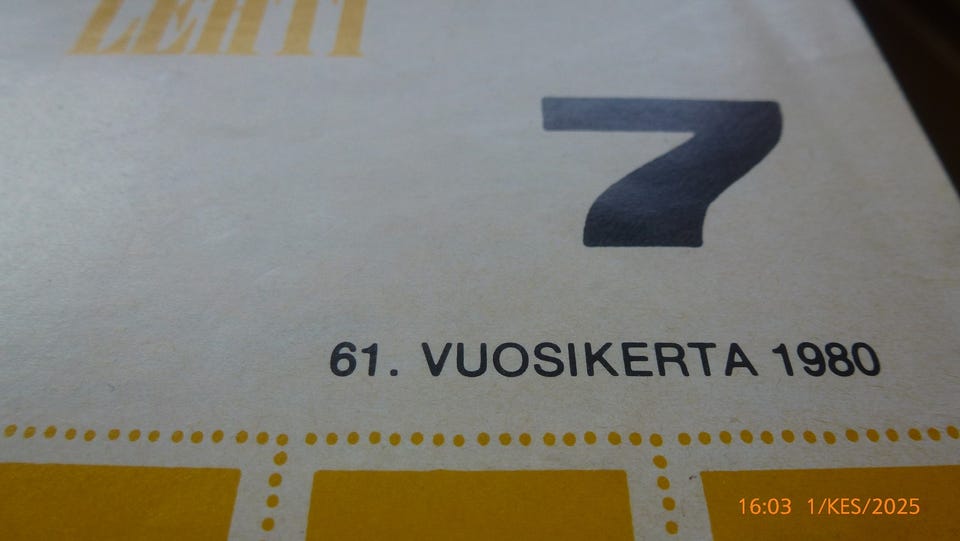 LEHTI
7
61. VUOSIKERTA 1980
16:03 1/KES/2025